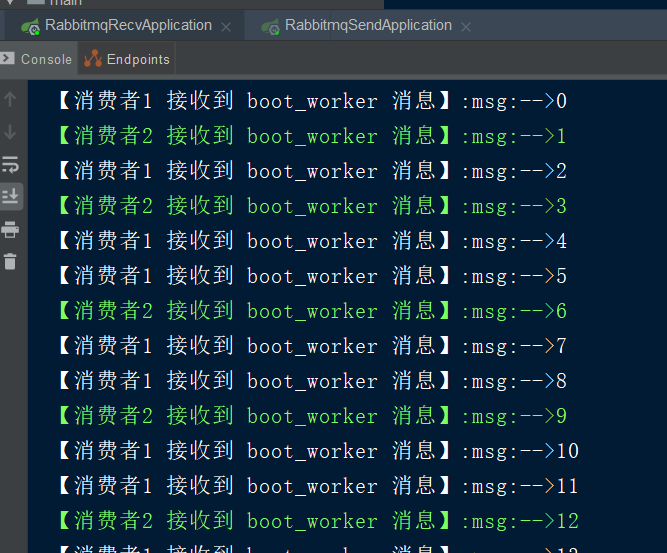 main
RabbitmqRecvApplication RabbitmqSendApplication
Console Endpoints
【消费者1 接收到 boot_worker 消息】:msg:-->0
【消费者2 接收到 boot_worker 消息】:msg:-->1
【消费者1 接收到 boot_worker 消息】:msg:-->2
【消费者2 接收到 boot_worker 消息】:msg:-->3
【消费者1 接收到 boot_worker 消息】:msg:-->4
【消费者1 接收到 boot_worker 消息】:msg:-->5
【消费者2 接收到 boot_worker 消息】:msg:-->6
【消费者1 接收到 boot_worker 消息】:msg:-->7
【消费者1 接收到 boot_worker 消息】:msg:-->8
【消费者2 接收到 boot_worker 消息】:msg:-->9
【消费者1 接收到 boot_worker 消息】:msg:-->10
【消费者1 接收到 boot_worker 消息】:msg:-->11
【消费者2 接收到 boot_worker 消息】:msg:-->12